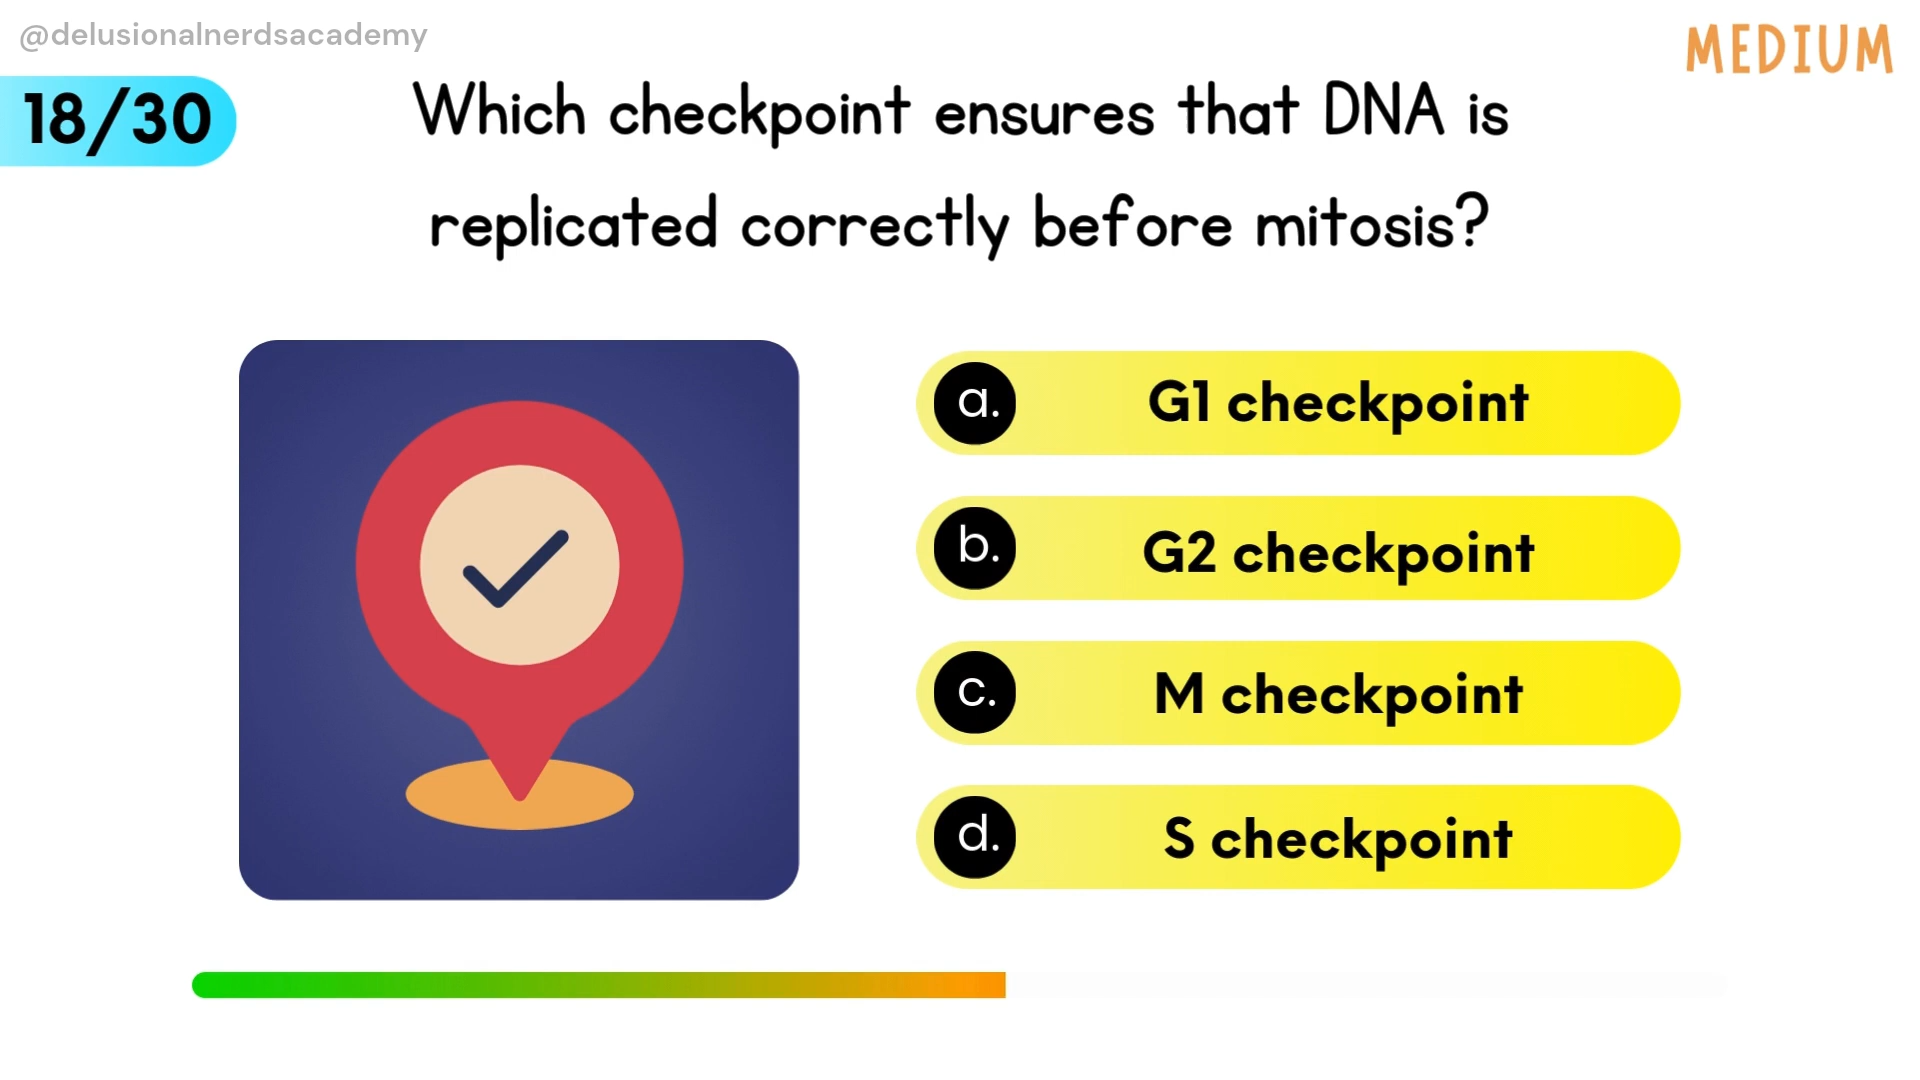 @delusionalnerdsacademy
MEDIUM
18/30
Which checkpoint ensures that DNA is
replicated correctly before mitosis?
a. G1 checkpoint
b. G2 checkpoint
c. M checkpoint
d. S checkpoint